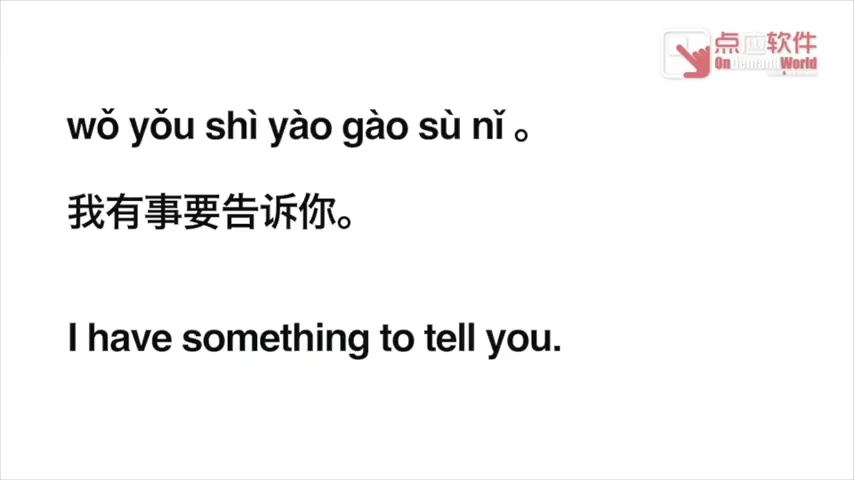 点应软件
OnDemandWorld
wǒ yǒu shì yào gào sù nǐ 。
我有事要告诉你。
I have something to tell you.